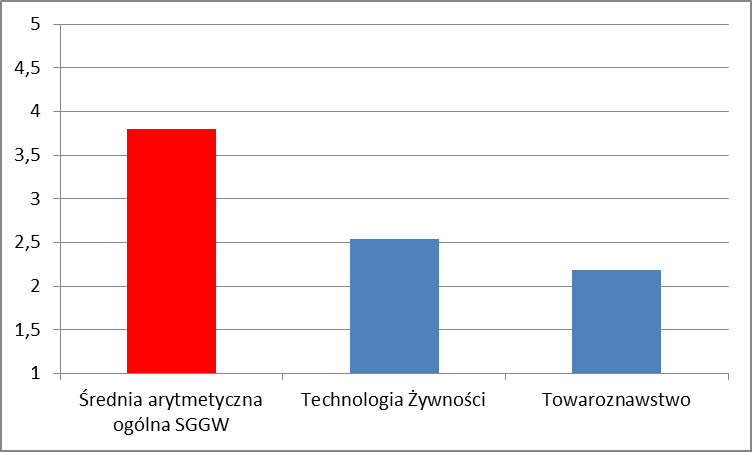 5
4,5
4
3,5
3
2,5
2
1,5
1
Średnia arytmetyczna
ogólna SGGW
Technologia Żywności
Towaroznawstwo